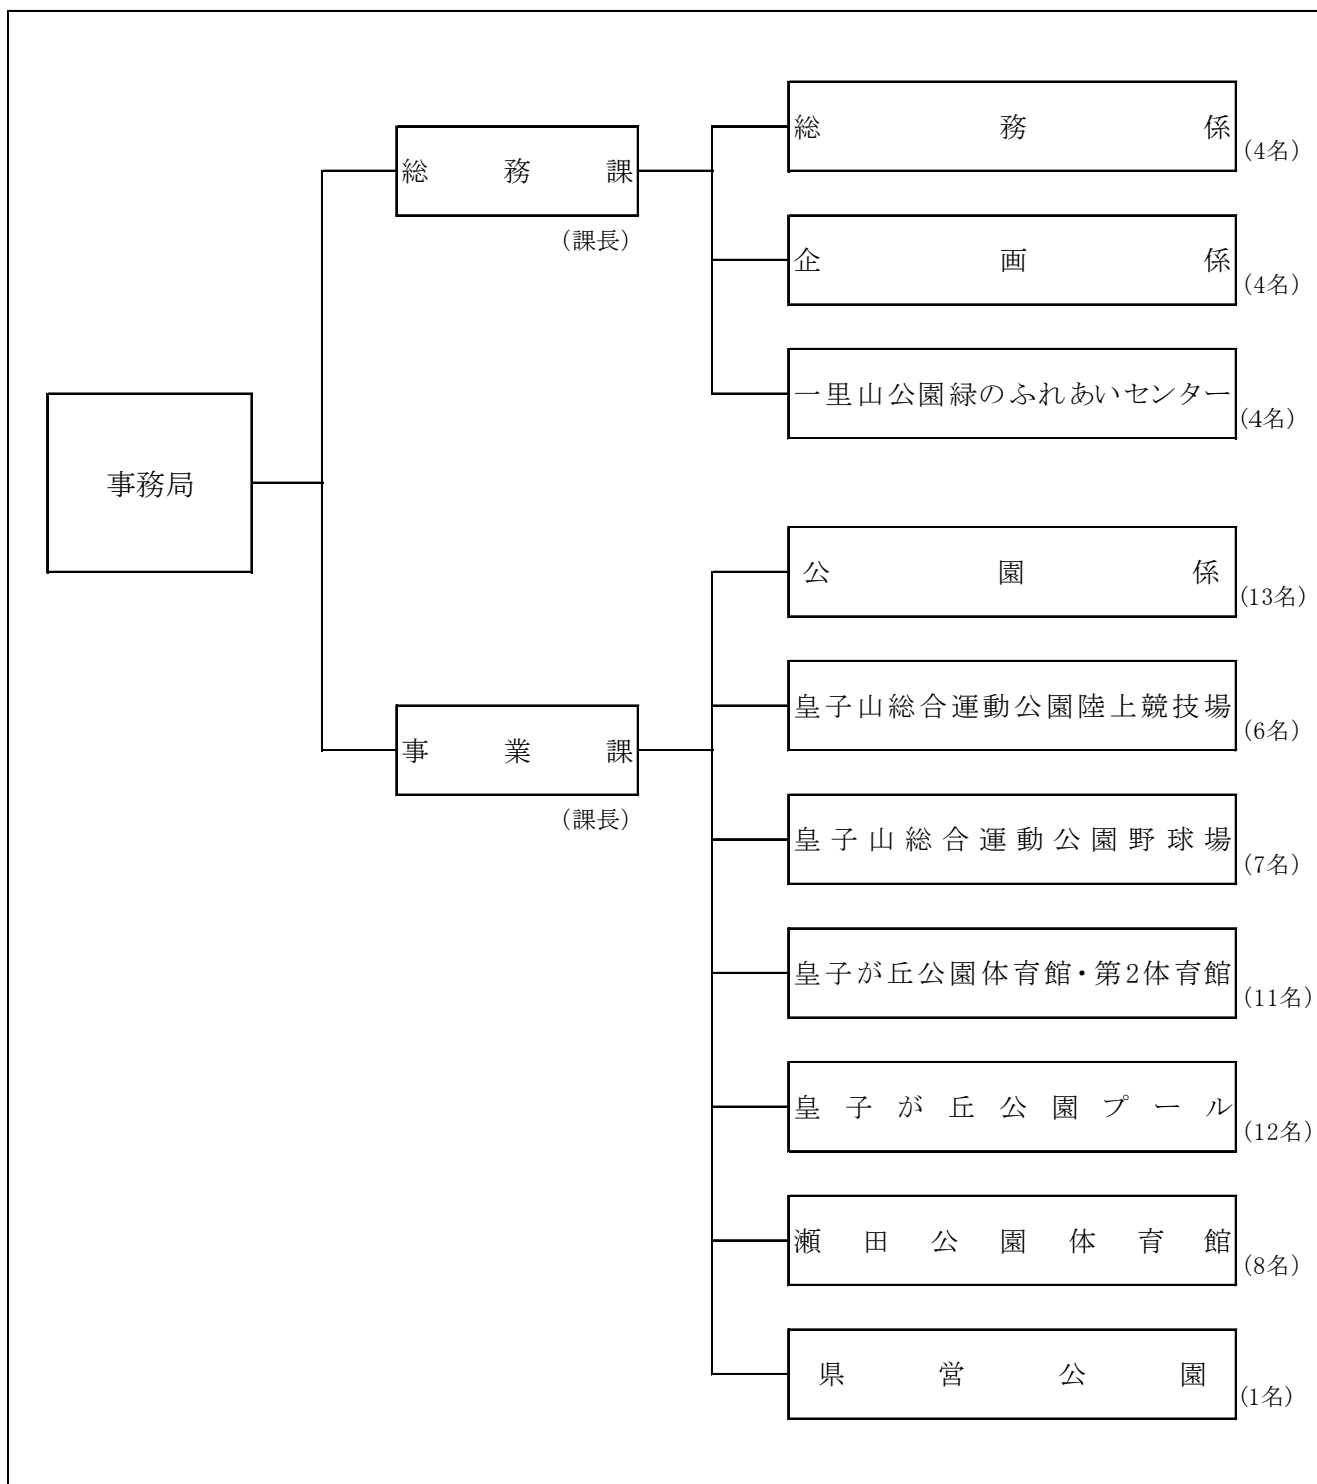 事務局
総務課
（課長）
総務係
（4名）
企画係
（4名）
一里山公園緑のふれあいセンター
（4名）
事業課
（課長）
公園係
（13名）
皇子山総合運動公園陸上競技場
（6名）
皇子山総合運動公園野球場
（7名）
皇子が丘公園体育館・第2体育館
（11名）
皇子が丘公園プール
（12名）
瀬田公園体育館
（8名）
県営公園
（1名）